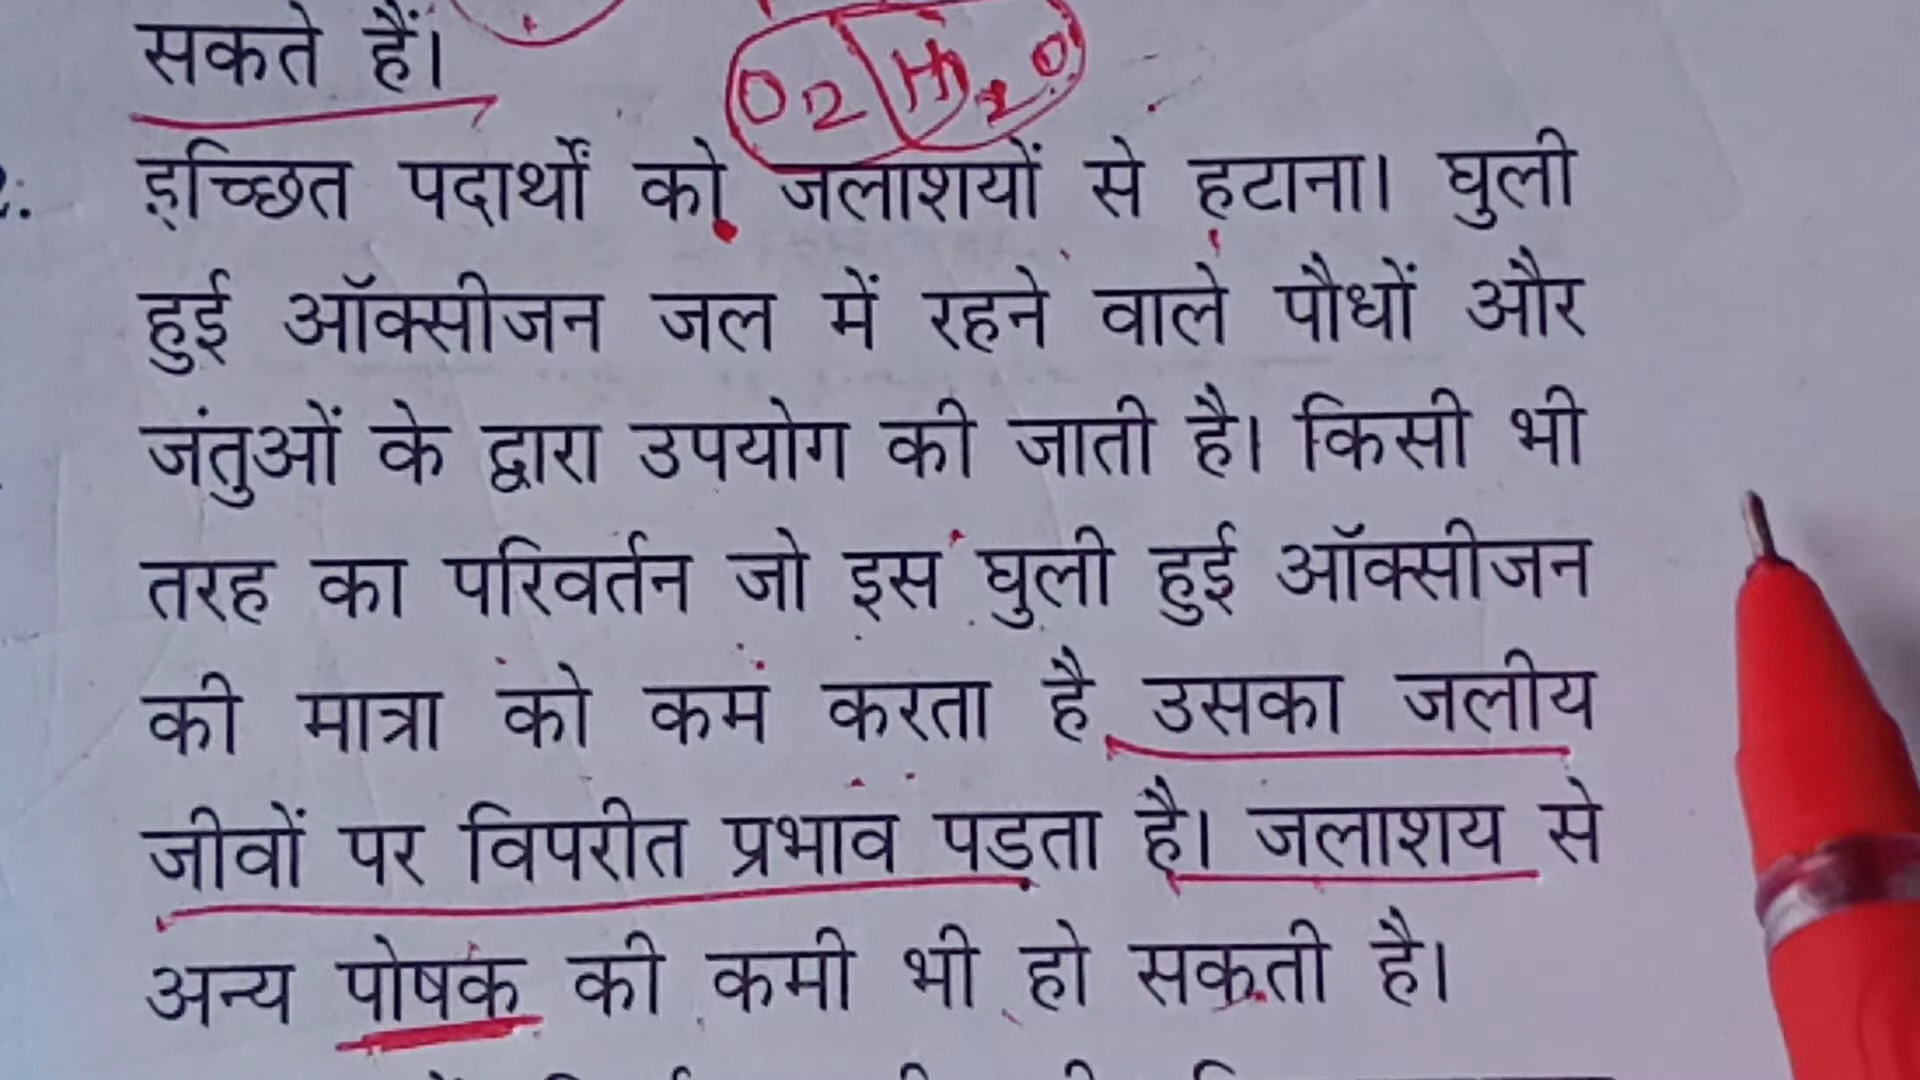 सकते हैं।
O2 H2O
2. इच्छित पदार्थों को जलाशयों से हटाना। घुली
हुई ऑक्सीजन जल में रहने वाले पौधों और
जंतुओं के द्वारा उपयोग की जाती है। किसी भी
तरह का परिवर्तन जो इस घुली हुई ऑक्सीजन
की मात्रा को कम करता है उसका जलीय
जीवों पर विपरीत प्रभाव पड़ता है। जलाशय से
अन्य पोषक की कमी भी हो सकती है।